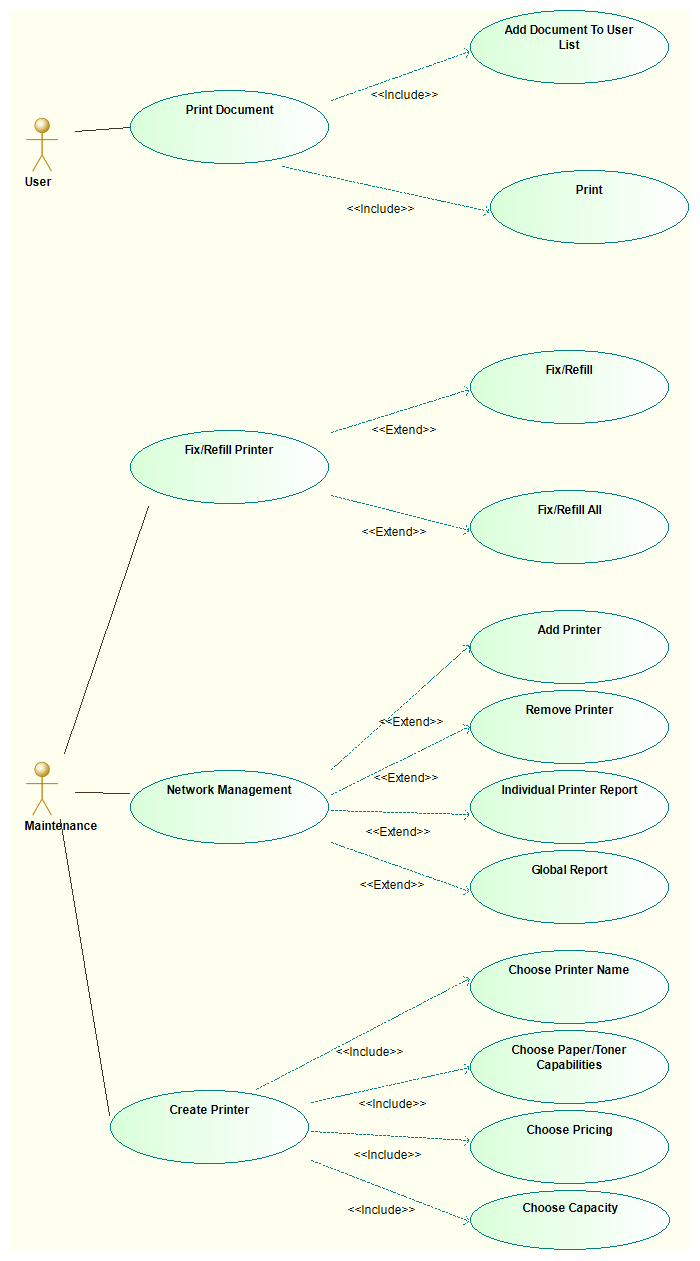 Add Document To User
List
<<Include>>
Print Document
User
Print
<<Include>>
Fix/Refill
<<Extend>>
Fix/Refill Printer
Fix/Refill All
<<Extend>>
Add Printer
Remove Printer
<<Extend>>
<<Extend>>
Network Management
Individual Printer Report
Maintenance
<<Extend>>
Global Report
<<Extend>>
Choose Printer Name
<<Include>>
Choose Paper/Toner
Capabilities
<<Include>>
Create Printer
Choose Pricing
<<Include>>
Choose Capacity
<<Include>>